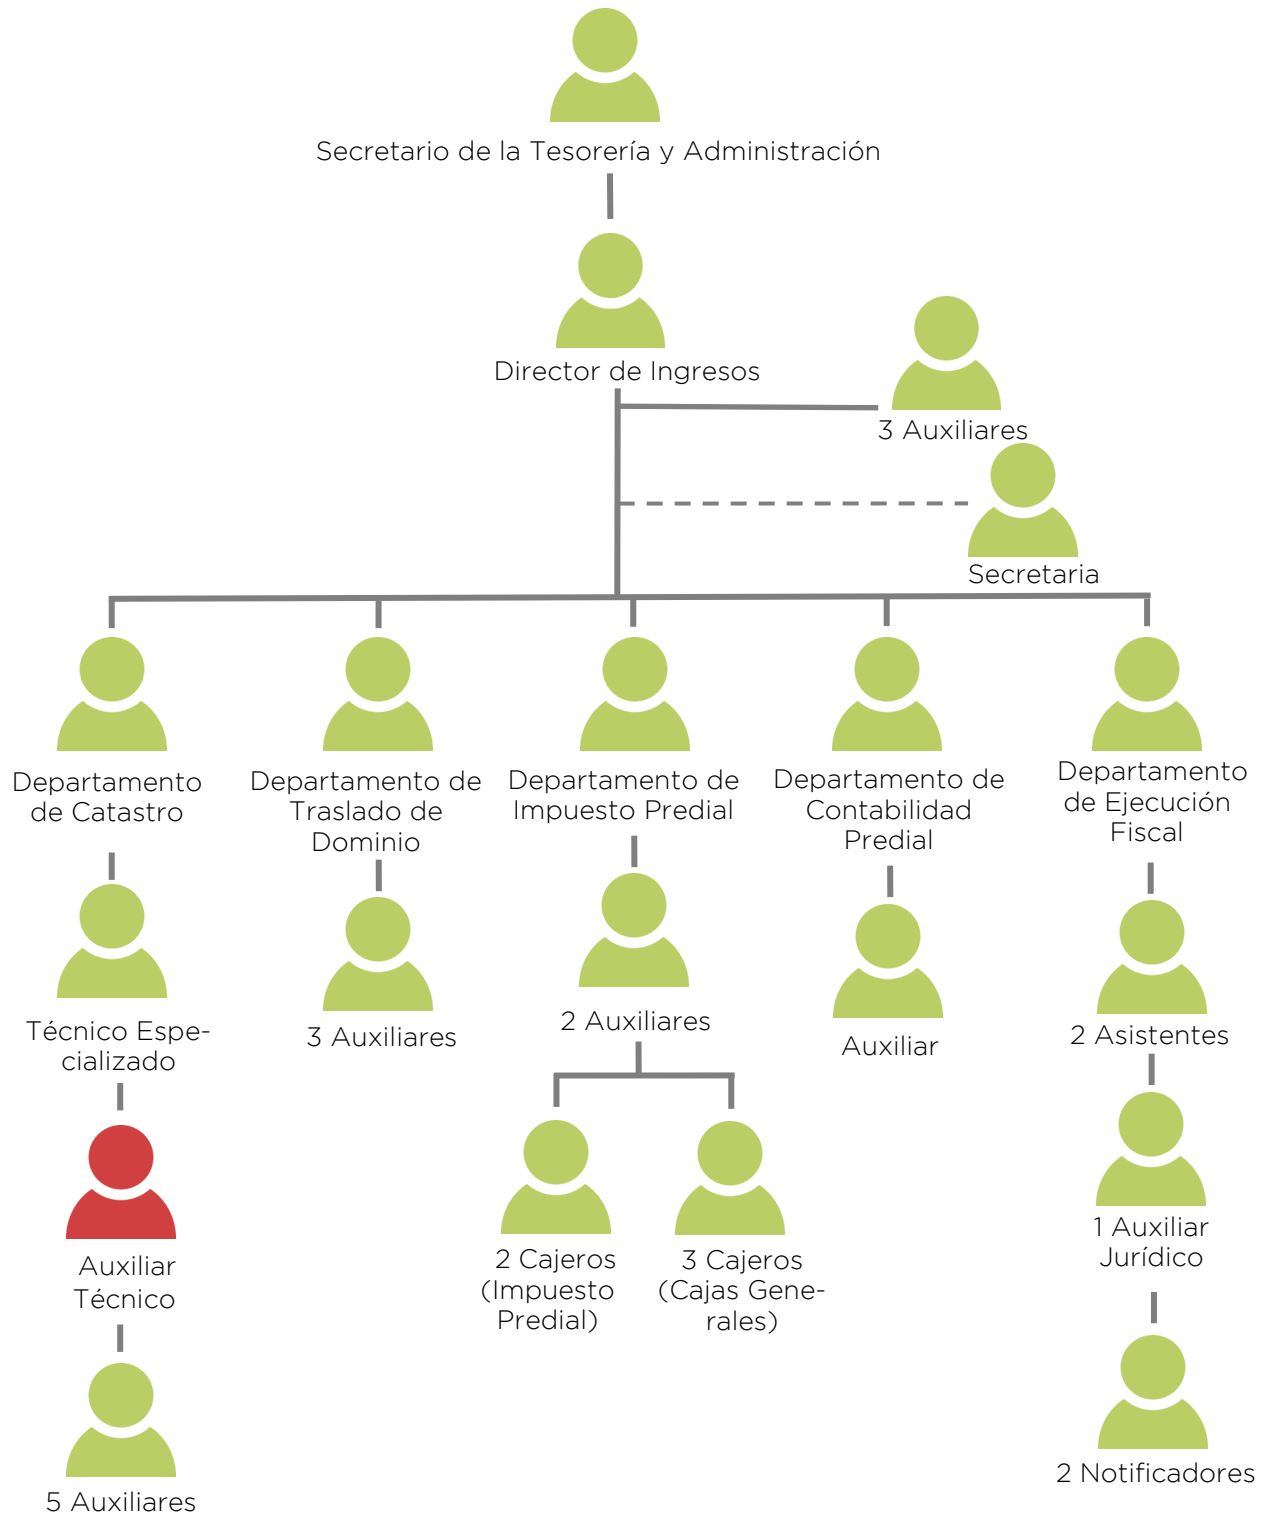 Secretario de la Tesorería y Administración
Director de Ingresos
3 Auxiliares
Secretaria
Departamento
de Catastro
Departamento de
Traslado de
Dominio
Departamento de
Impuesto Predial
Departamento de
Contabilidad
Predial
Departamento
de Ejecución
Fiscal
Técnico Espe-
cializado
3 Auxiliares
2 Auxiliares
Auxiliar
2 Asistentes
Auxiliar
Técnico
2 Cajeros
(Impuesto
Predial)
3 Cajeros
(Cajas Gene-
rales)
1 Auxiliar
Jurídico
5 Auxiliares
2 Notificadores